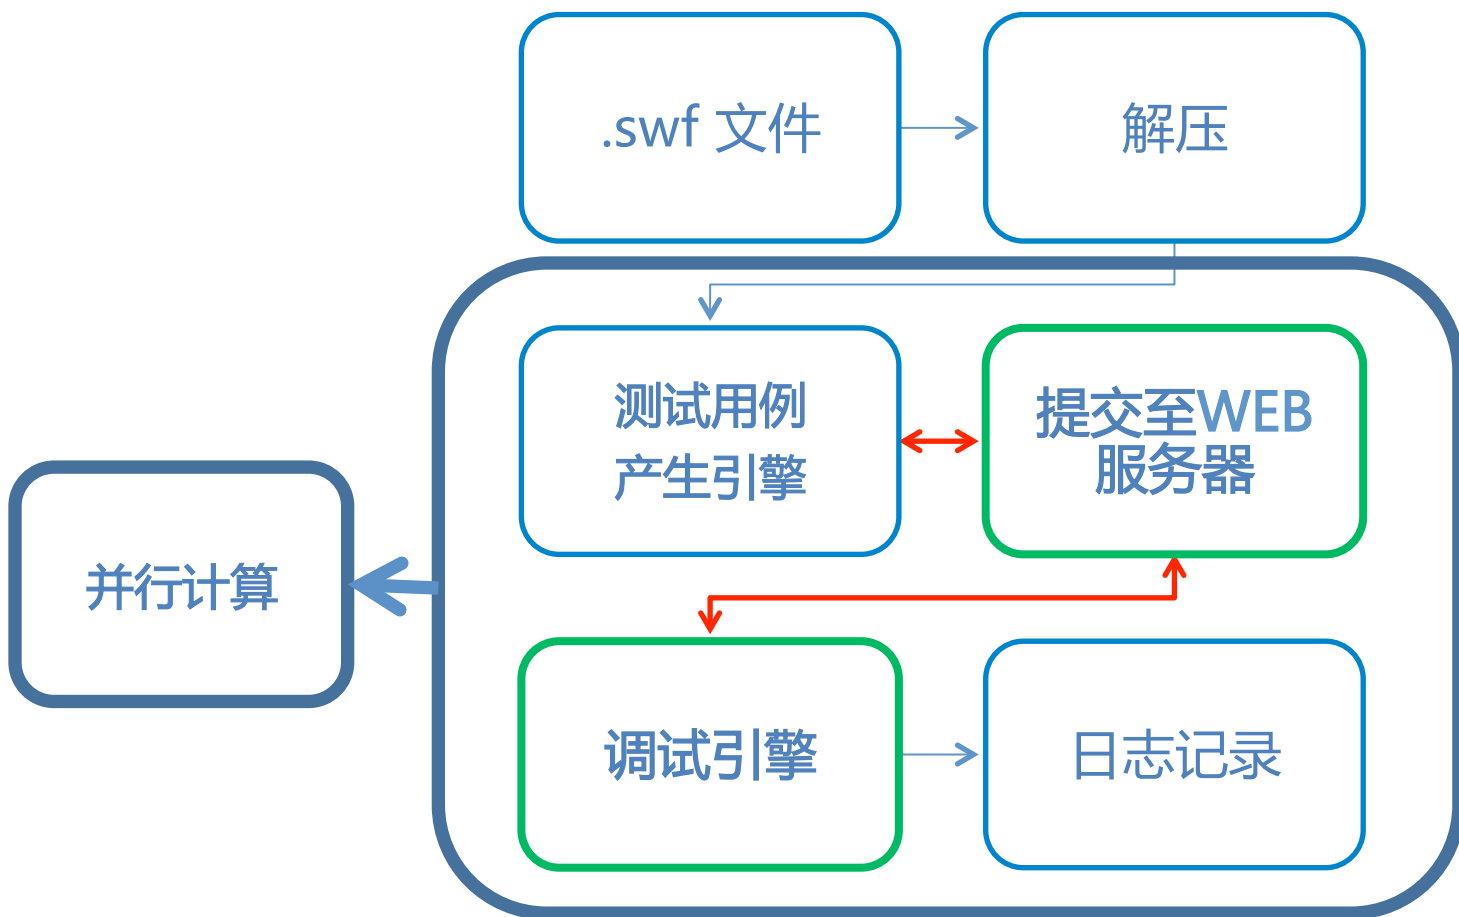 .swf 文件
解压
测试用例
产生引擎
提交至WEB
服务器
并行计算
调试引擎
日志记录